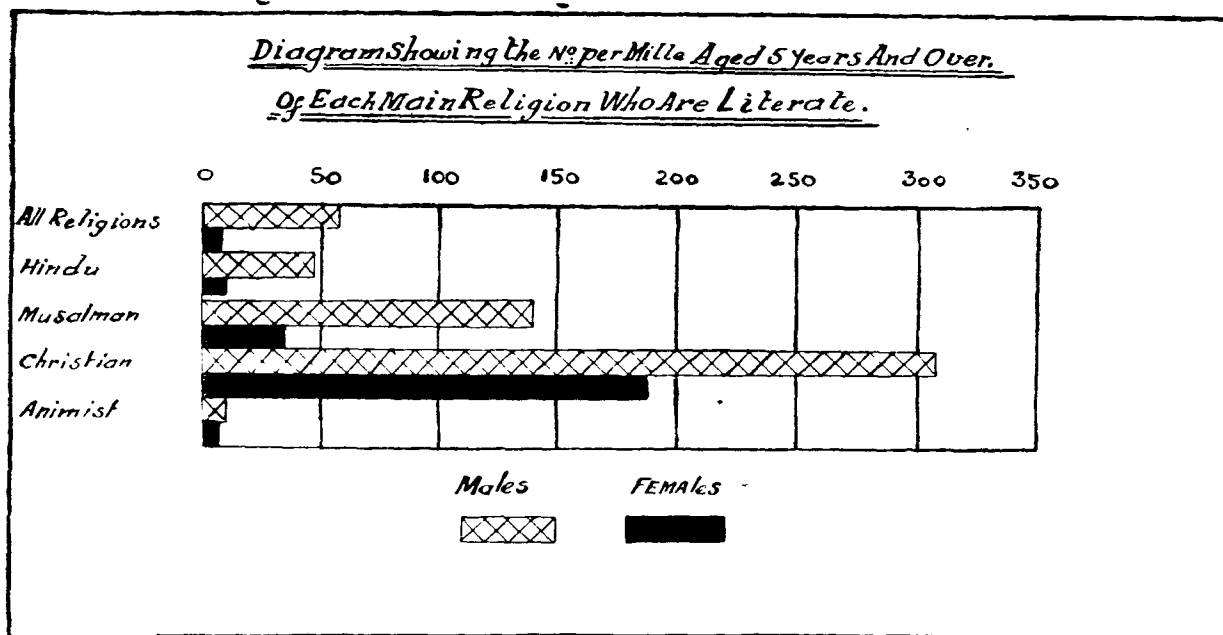 Diagram Showing the No per Mille Aged 5 Years And Over.
Of Each Main Religion Who Are Literate.
0 50 100 150 200 250 300 350
All Religions
Hindu
Musalman
Christian
Animist
Males FEMAles